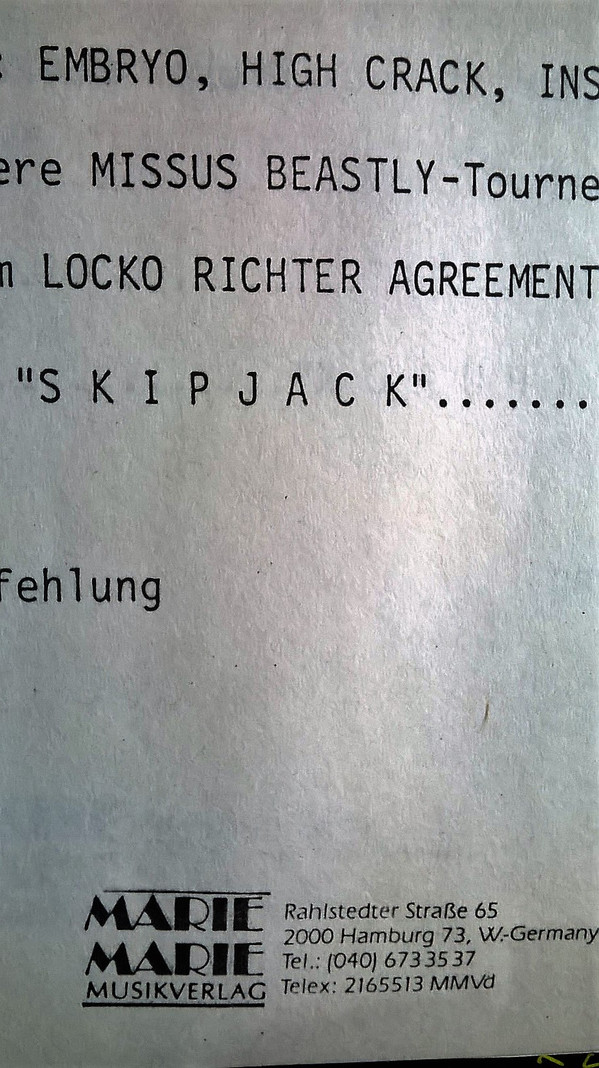 : EMBRYO, HIGH CRACK, INS
ere MISSUS BEASTLY-Tourne
n LOCKO RICHTER AGREEMENT
"S K I P J A C K".......
fehlung
MARIE
MARIE
MUSIKVERLAG
Rahlstedter Straße 65
2000 Hamburg 73, W.-Germany
Tel.: (040) 673 35 37
Telex: 2165513 MMVd